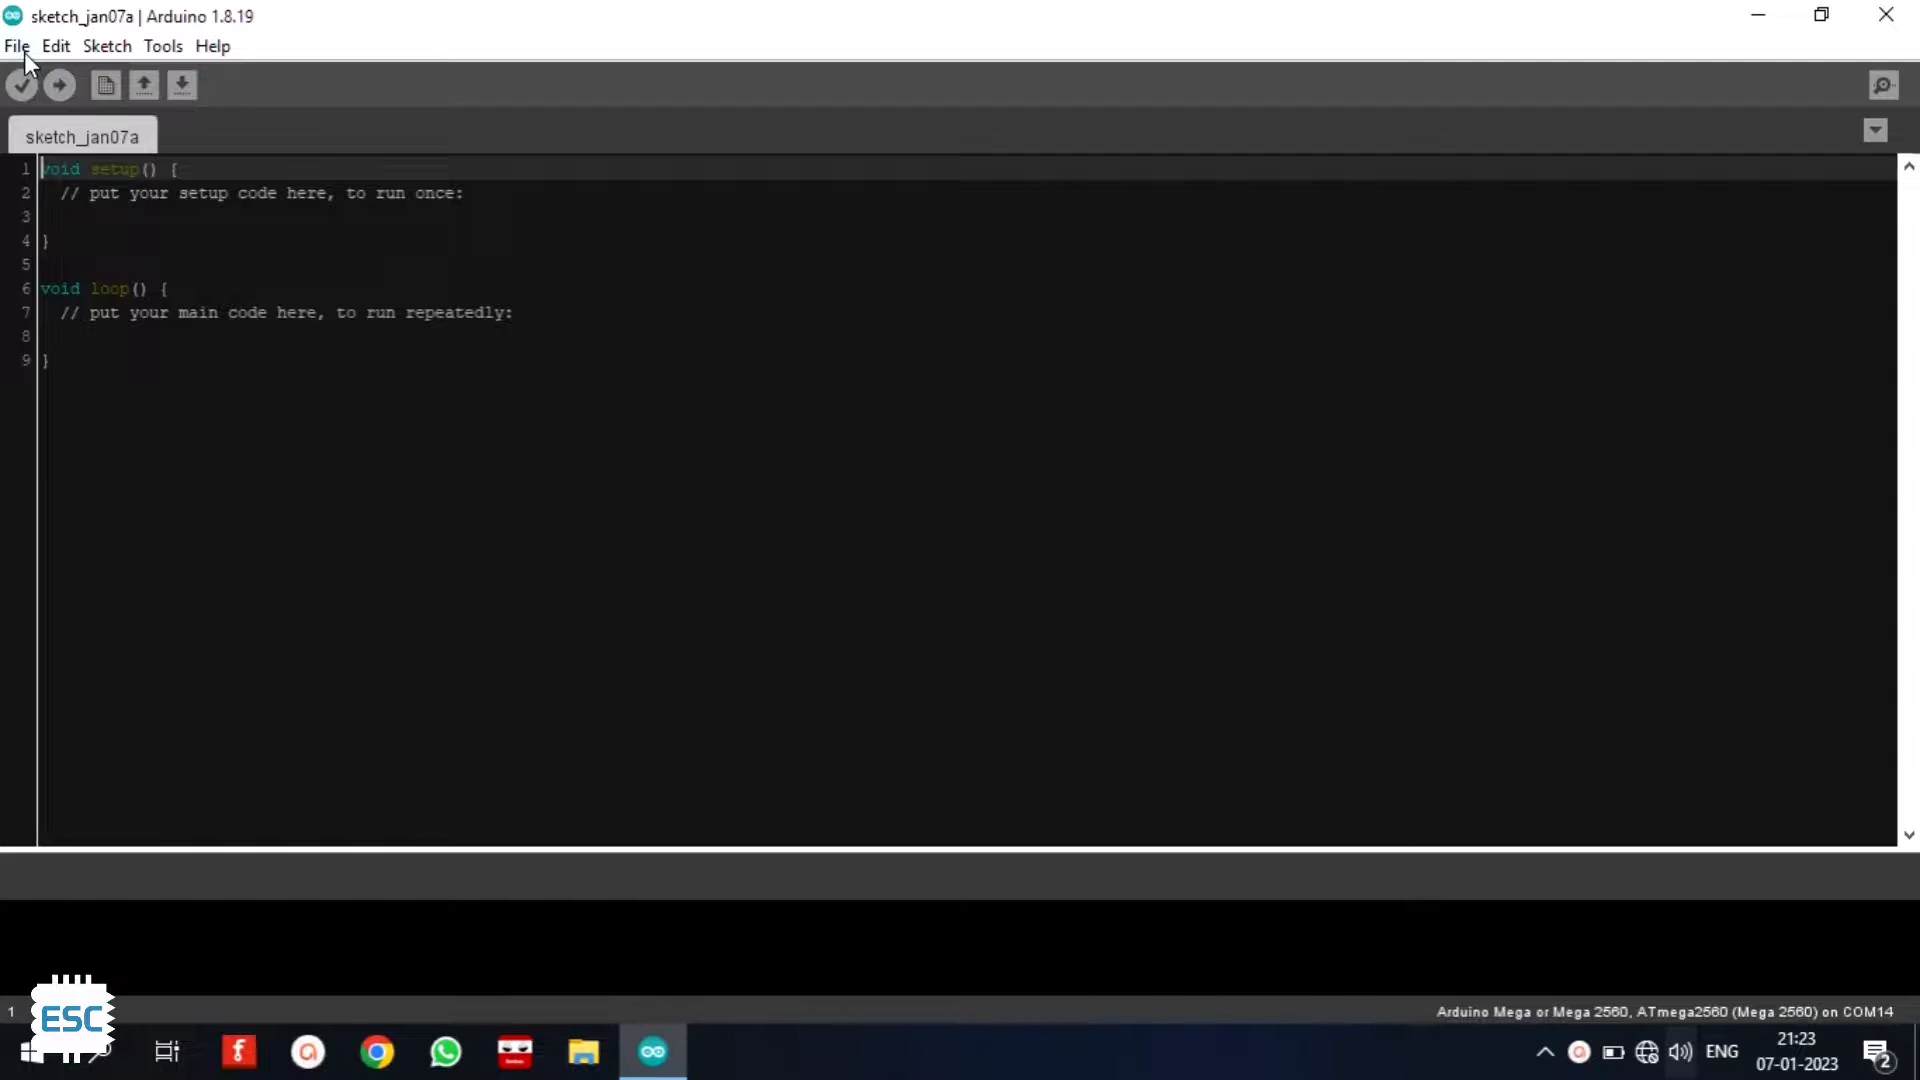 sketch_jan07a | Arduino 1.8.19
File Edit Sketch Tools Help
sketch_jan07a
1 void setup() {
2 // put your setup code here, to run once:
3
4 }
5
6 void loop() {
7 // put your main code here, to run repeatedly:
8
9 }
1
Arduino Mega or Mega 2560, ATmega2560 (Mega 2560) on COM14
ESC
ENG
21:23
07-01-2023
2